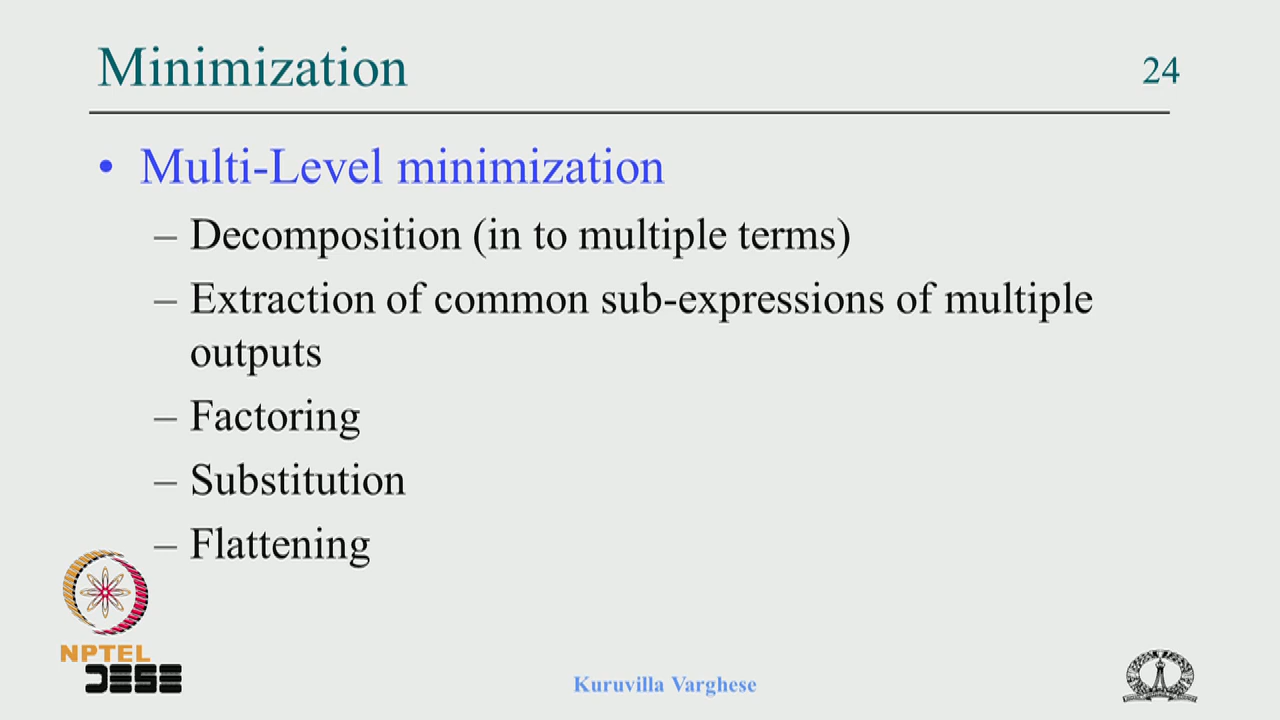 Minimization
24
• Multi-Level minimization
– Decomposition (in to multiple terms)
– Extraction of common sub-expressions of multiple
outputs
– Factoring
– Substitution
– Flattening
NPTEL
DESE
Kuruvilla Varghese